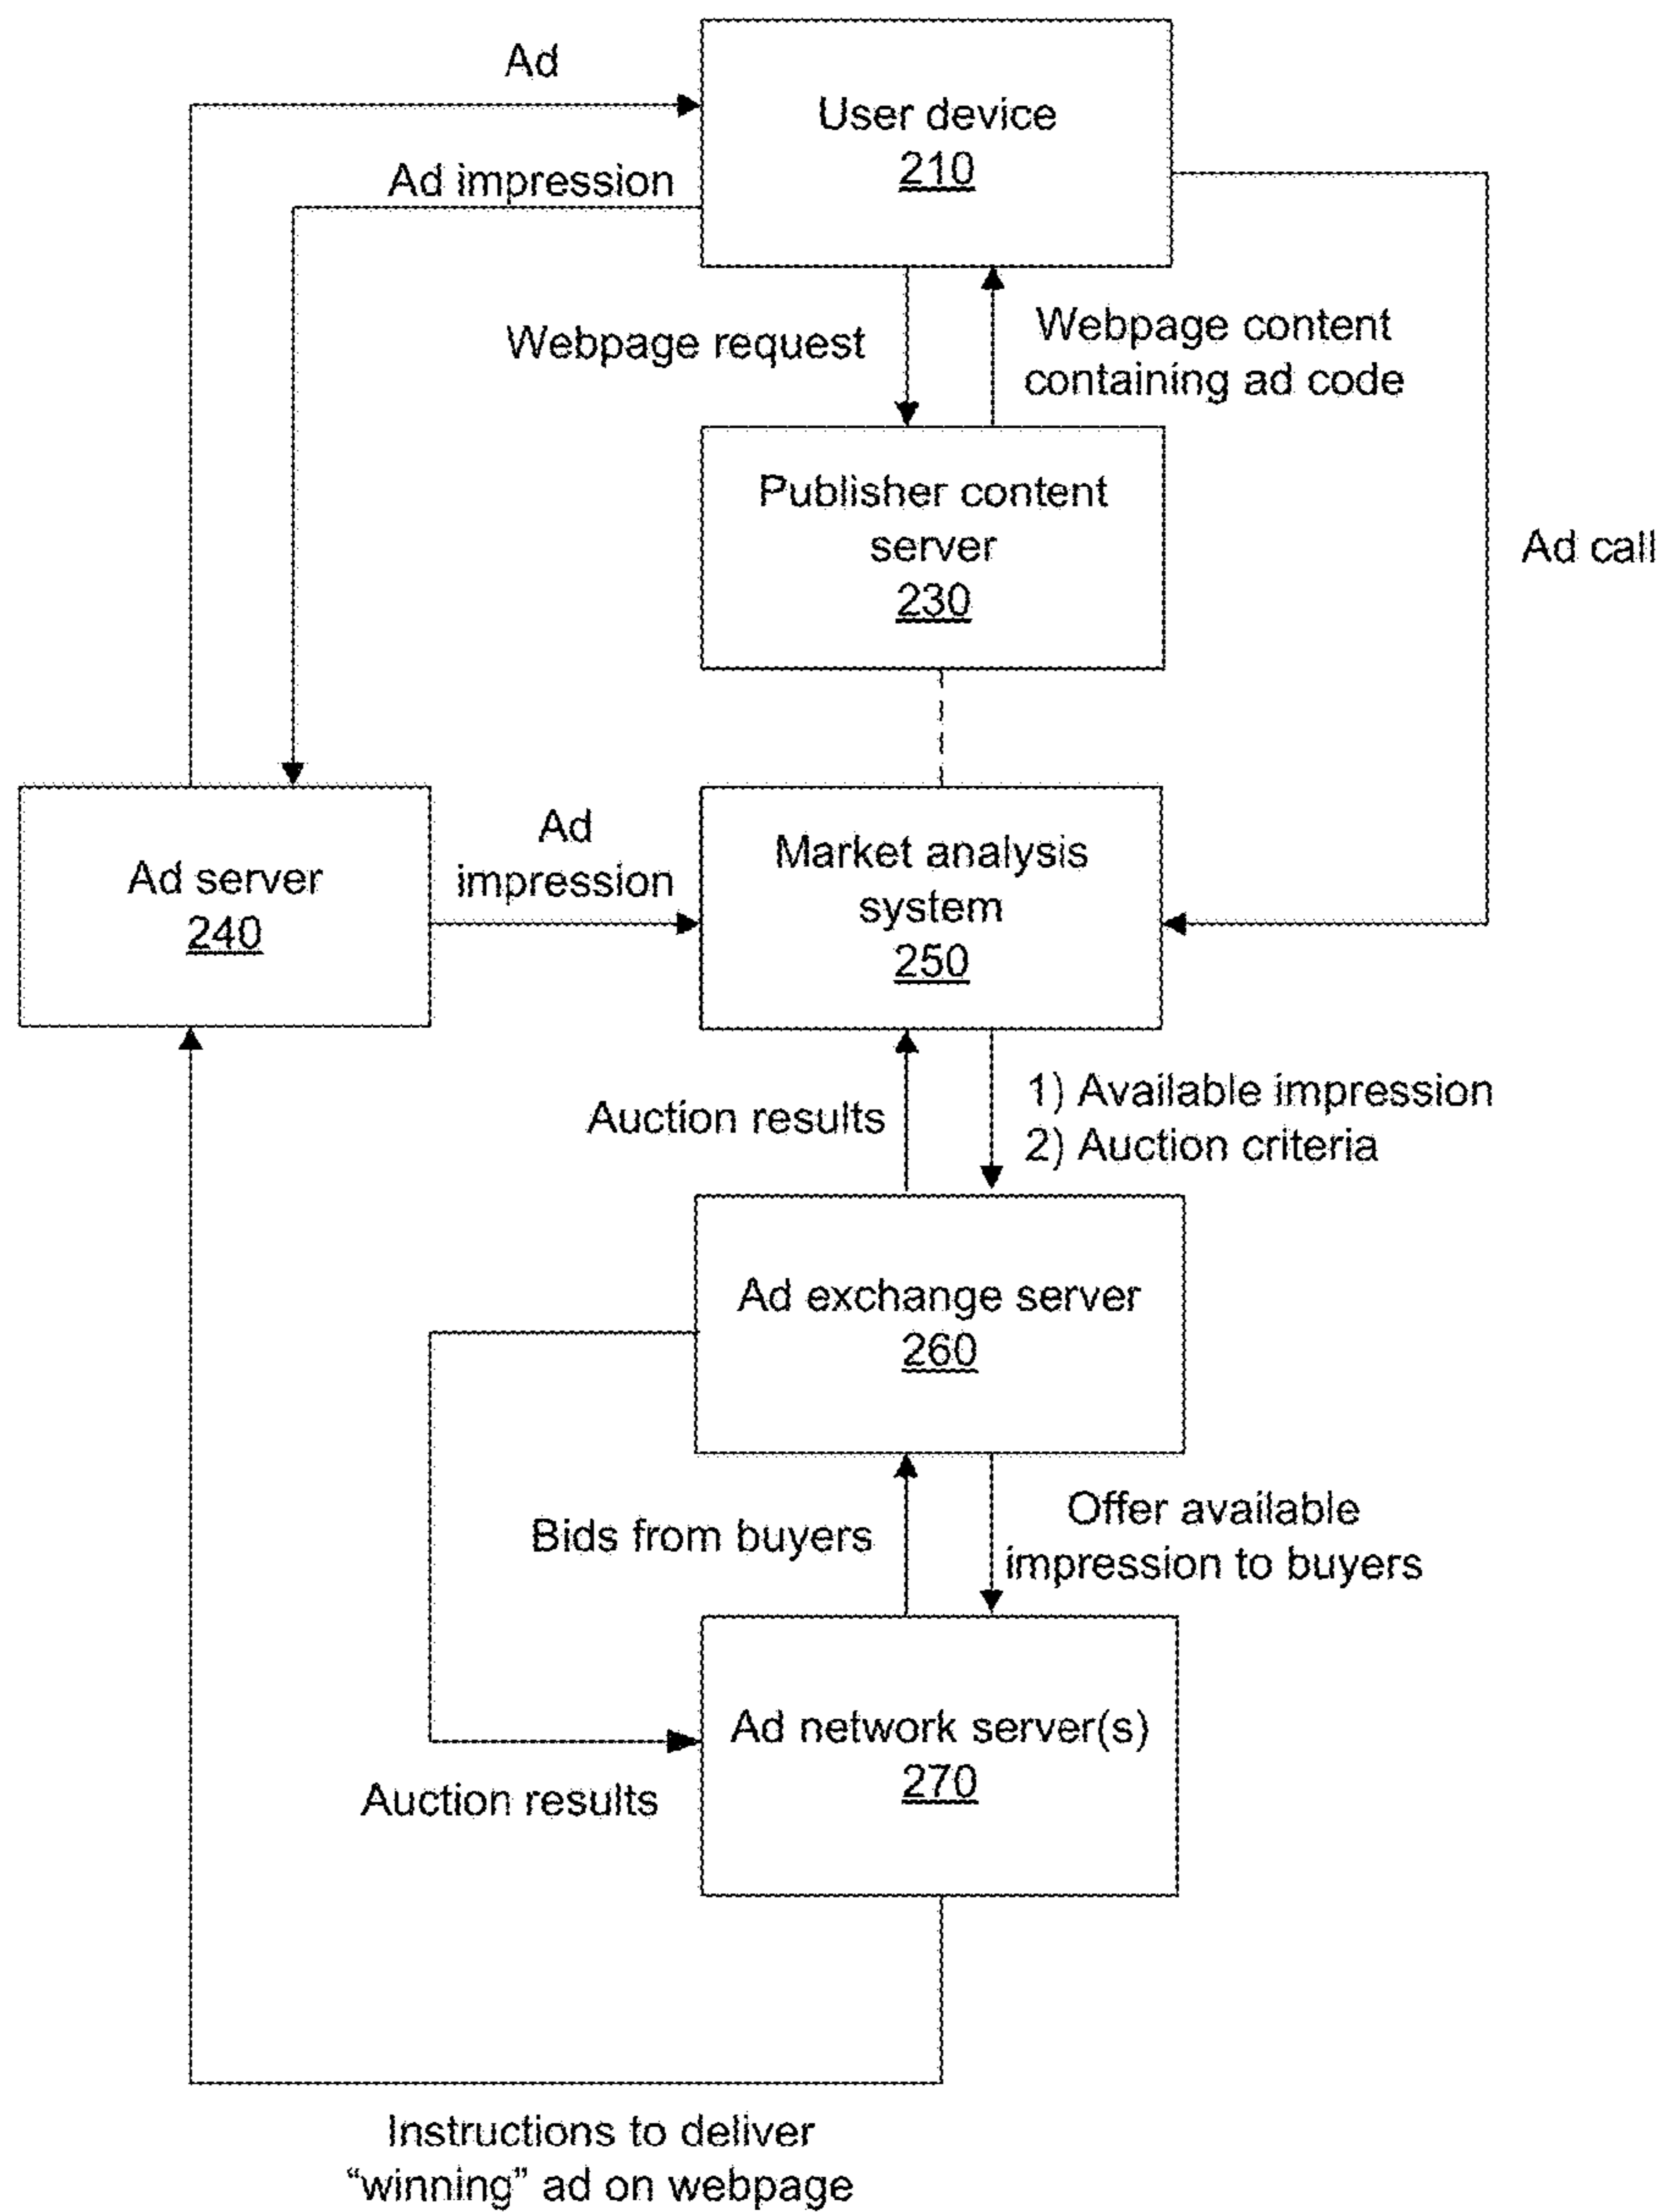 Ad
User device
210
Ad impression
Webpage request
Webpage content
containing ad code
Publisher content
server
230
Ad call
Ad server
240
Ad
impression
Market analysis
system
250
Auction results
1) Available impression
2) Auction criteria
Ad exchange server
260
Bids from buyers
Offer available
impression to buyers
Ad network server(s)
270
Auction results
Instructions to deliver
“winning” ad on webpage